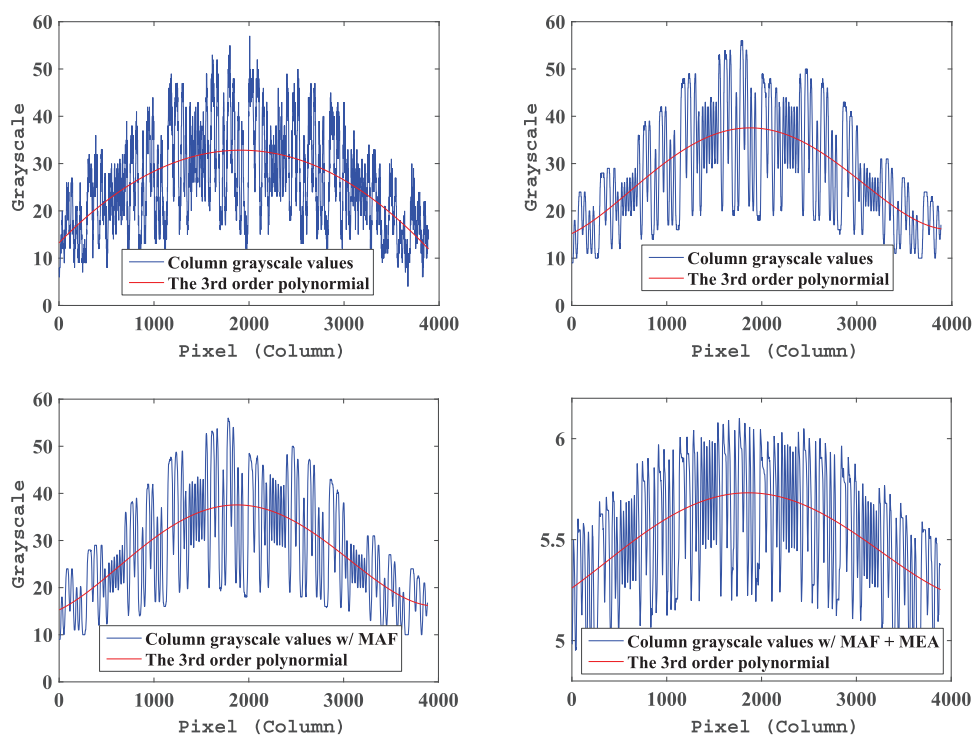 60
50
40
30
20
10
0
Grayscale
Column grayscale values
The 3rd order polynormial
0 1000 2000 3000 4000
Pixel (Column)
60
50
40
30
20
10
0
Grayscale
Column grayscale values
The 3rd order polynormial
0 1000 2000 3000 4000
Pixel (Column)
60
50
40
30
20
10
0
Grayscale
Column grayscale values w/ MAF
The 3rd order polynormial
0 1000 2000 3000 4000
Pixel (Column)
6
5.5
5
Column grayscale values w/ MAF + MEA
The 3rd order polynormial
0 1000 2000 3000 4000
Pixel (Column)